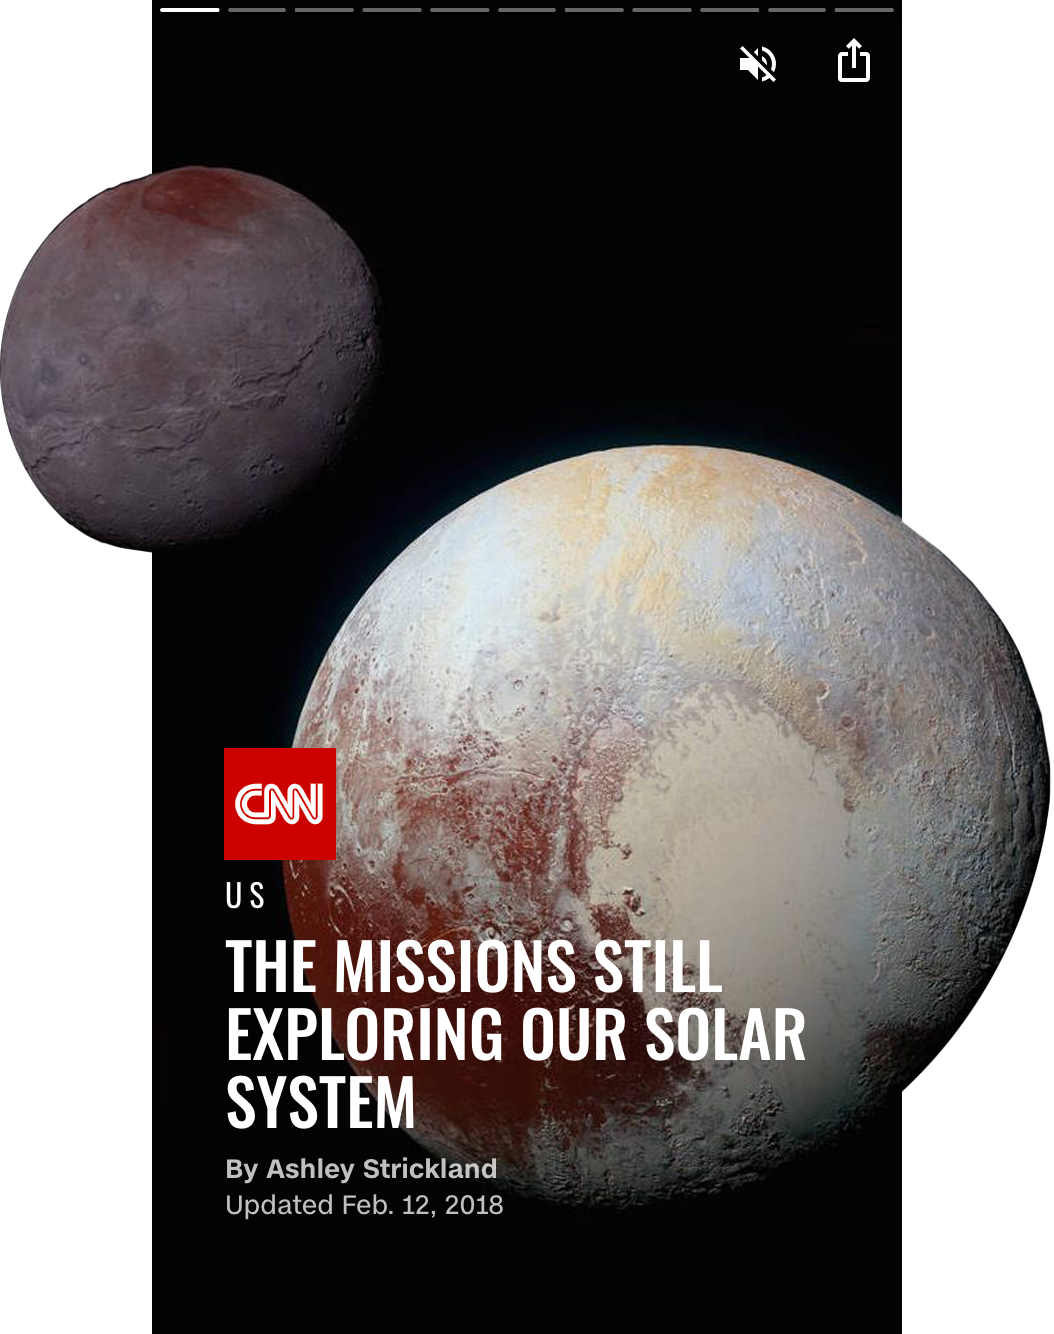 CNN
US
THE MISSIONS STILL
EXPLORING OUR SOLAR
SYSTEM
By Ashley Strickland
Updated Feb. 12, 2018